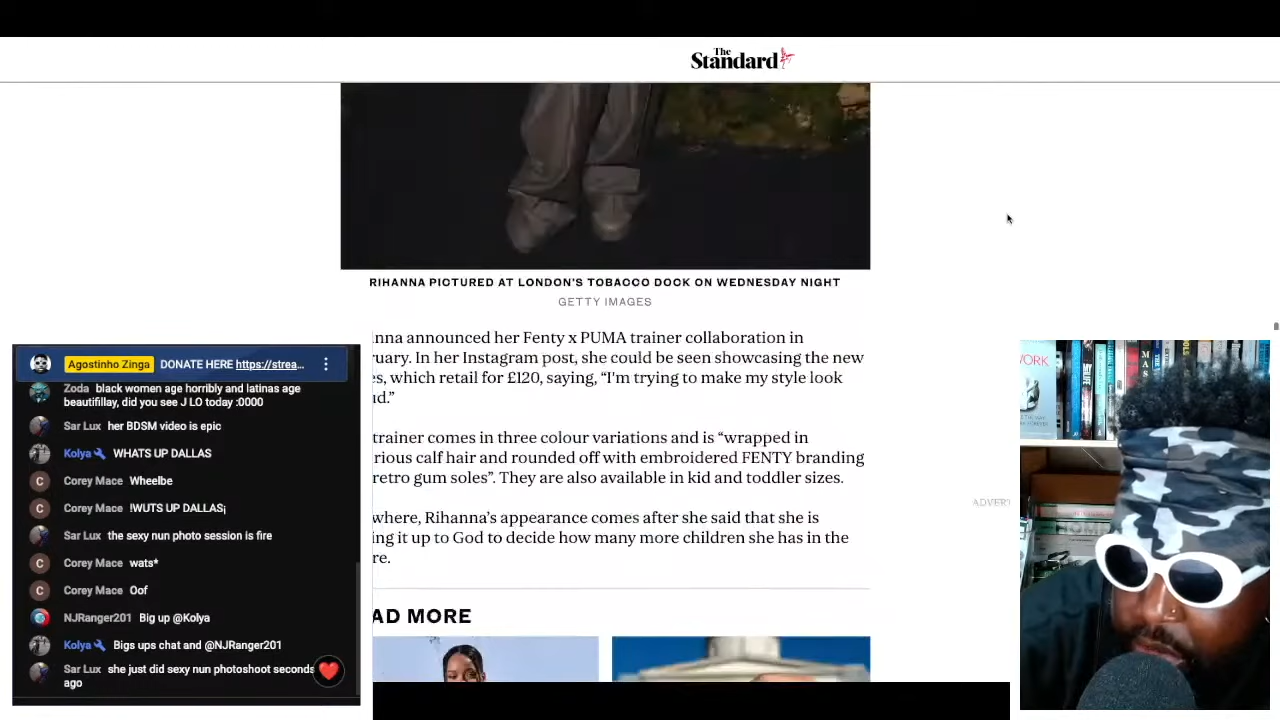 The
Standard
RIHANNA PICTURED AT LONDON'S TOBACCO DOCK ON WEDNESDAY NIGHT
GETTY IMAGES
nna announced her Fenty x PUMA trainer collaboration in
uary. In her Instagram post, she could be seen showcasing the new
es, which retail for £120, saying, “I'm trying to make my style look
ud.”
trainer comes in three colour variations and is “wrapped in
rious calf hair and rounded off with embroidered FENTY branding
retro gum soles”. They are also available in kid and toddler sizes.
where, Rihanna’s appearance comes after she said that she is
ing it up to God to decide how many more children she has in the
re.
AD MORE
ADVER
Agostinho Zinga DONATE HERE https://strea...
Zoda black women age horribly and latinas age
beautifillay, did you see J LO today :0000
Sar Lux her BDSM video is epic
Kolya WHATS UP DALLAS
C Corey Mace Wheelbe
C Corey Mace !WUTS UP DALLAS¡
Sar Lux the sexy nun photo session is fire
C Corey Mace wats*
C Corey Mace Oof
NJRanger201 Big up @Kolya
Kolya Bigs ups chat and @NJRanger201
Sar Lux she just did sexy nun photoshoot seconds
ago
WORK
MAS